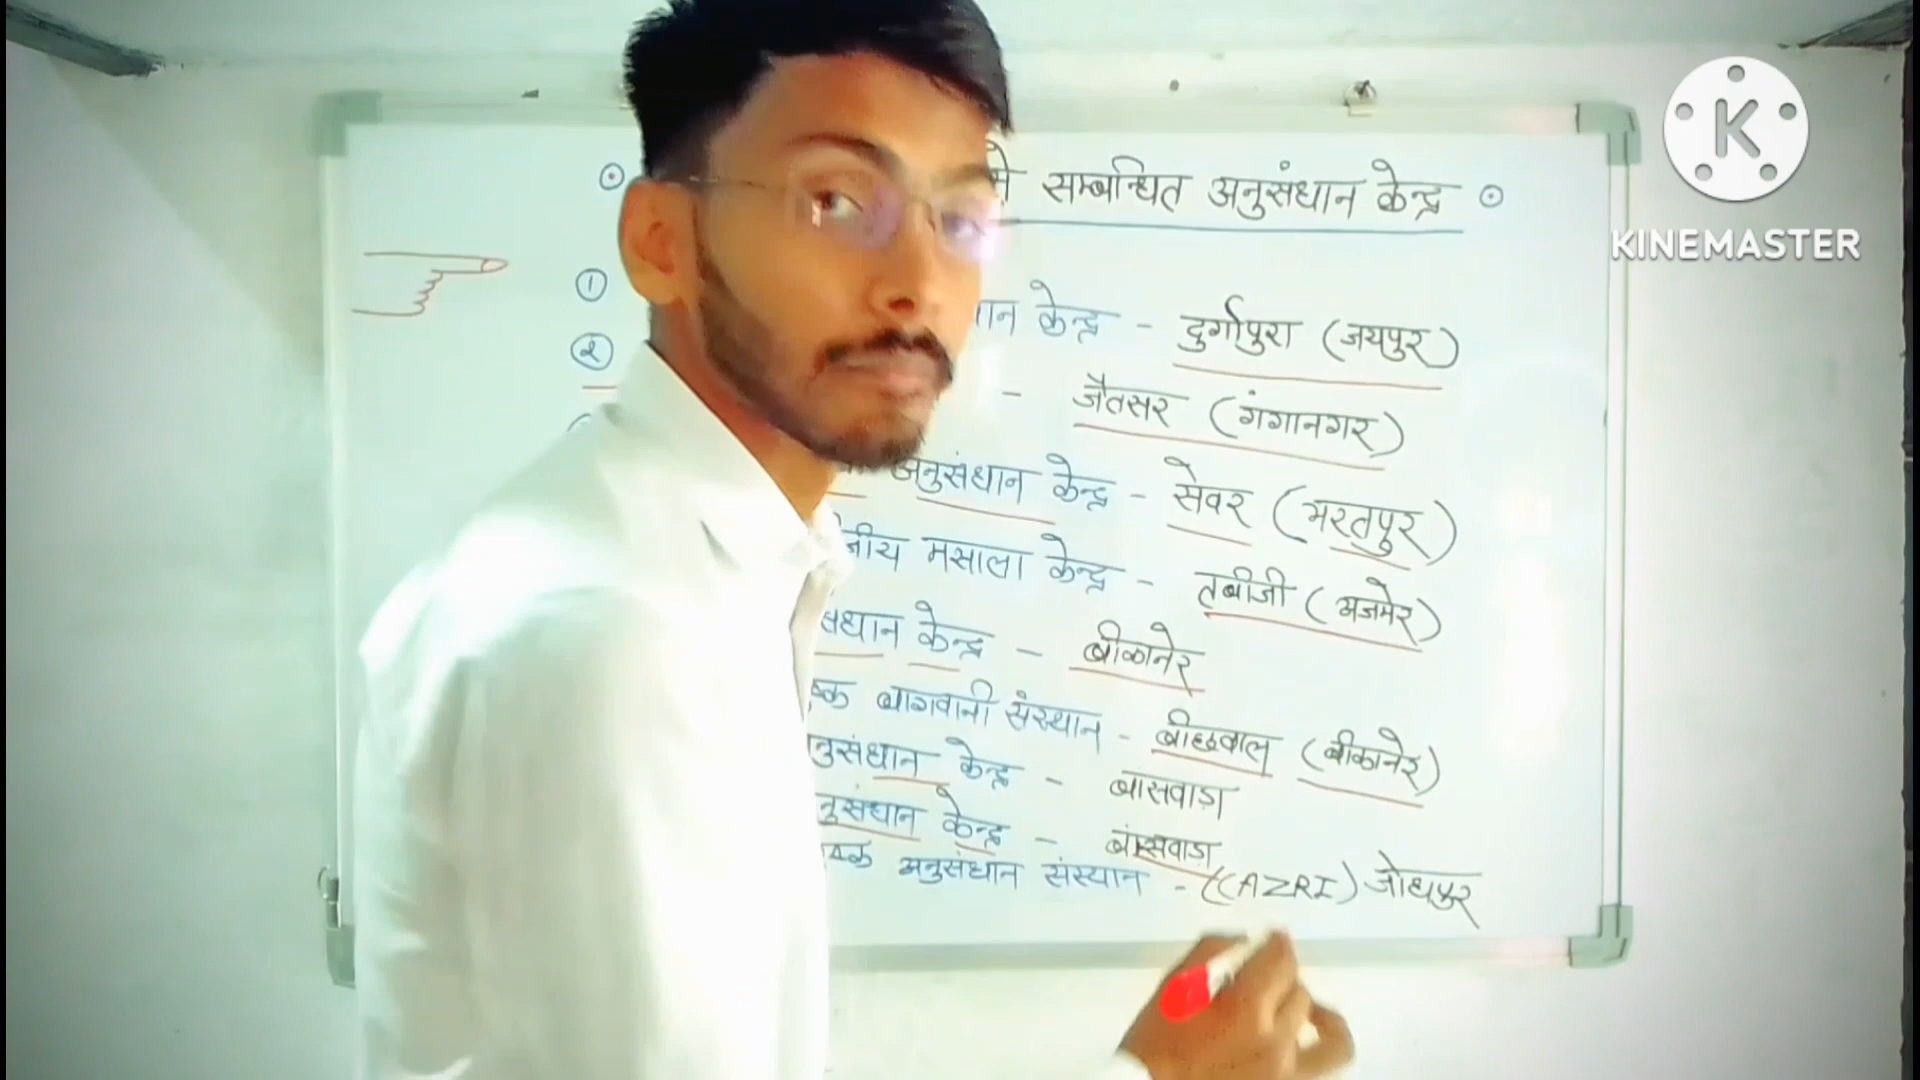 से सम्बन्धित अनुसंधान केन्द्र
1 केन्द्र - दुर्गापुरा (जयपुर)
2 - जैतसर (गंगानगर)
अनुसंधान केन्द्र - सेवर (भरतपुर)
मसाला केन्द्र - तबीजी (अजमेर)
केन्द्र - बीकानेर
बागवानी संस्थान - बीछवाल (बीकानेर)
केन्द्र - बासवाड़ा
केन्द्र - बांसवाड़ा
अनुसंधान संस्थान - (CAZRI) जोधपुर
K
KINEMASTER